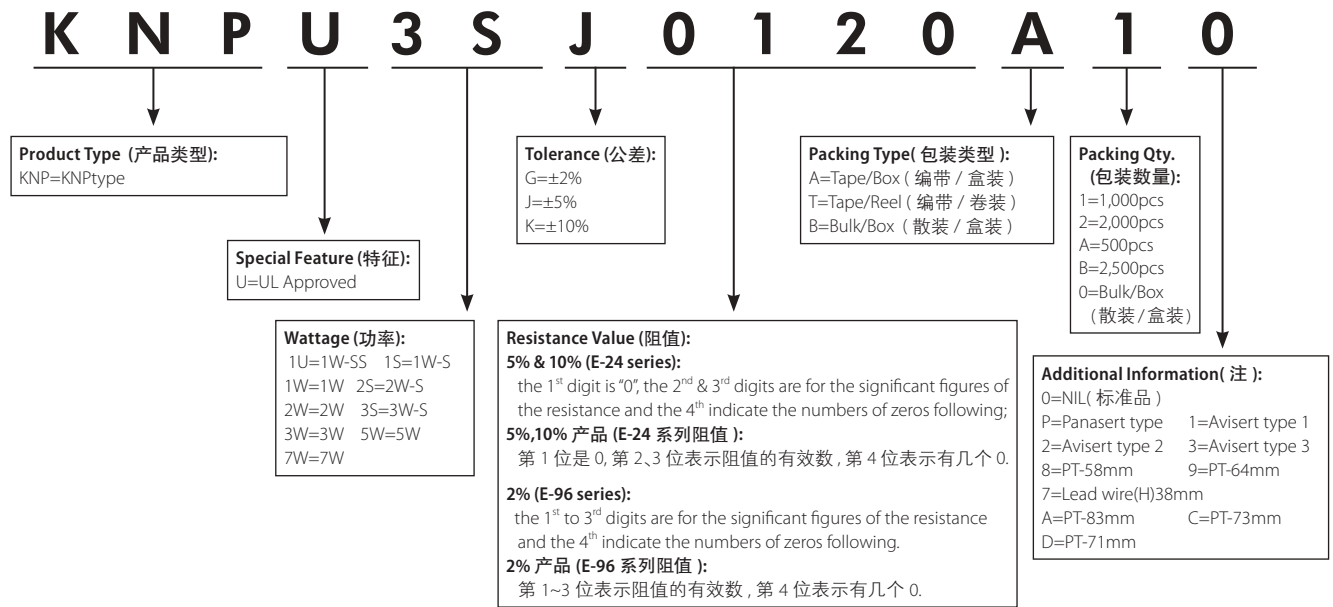 K N P U 3 S J 0 1 2 0 A 1 0
Product Type (产品类型):
KNP=KNPtype
Special Feature (特征):
U=UL Approved
Wattage (功率):
1U=1W-SS 1S=1W-S
1W=1W 2S=2W-S
2W=2W 3S=3W-S
3W=3W 5W=5W
7W=7W
Tolerance (公差):
G=±2%
J=±5%
K=±10%
Resistance Value (阻值):
5% & 10% (E-24 series):
the 1st digit is “0”, the 2nd & 3rd digits are for the significant figures of
the resistance and the 4th indicate the numbers of zeros following;
5%,10% 产品 (E-24 系列阻值 ):
第 1 位是 0, 第 2、3 位表示阻值的有效数 , 第 4 位表示有几个 0.
2% (E-96 series):
the 1st to 3rd digits are for the significant figures of the resistance
and the 4th indicate the numbers of zeros following.
2% 产品 (E-96 系列阻值 ):
第 1~3 位表示阻值的有效数 , 第 4 位表示有几个 0.
Packing Type( 包装类型 ):
A=Tape/Box ( 编带 / 盒装 )
T=Tape/Reel ( 编带 / 卷装 )
B=Bulk/Box ( 散装 / 盒装 )
Packing Qty.
(包装数量):
1=1,000pcs
2=2,000pcs
A=500pcs
B=2,500pcs
0=Bulk/Box
(散装/盒装)
Additional Information( 注 ):
0=NIL( 标准品 )
P=Panasert type 1=Avisert type 1
2=Avisert type 2 3=Avisert type 3
8=PT-58mm 9=PT-64mm
7=Lead wire(H)38mm
A=PT-83mm C=PT-73mm
D=PT-71mm